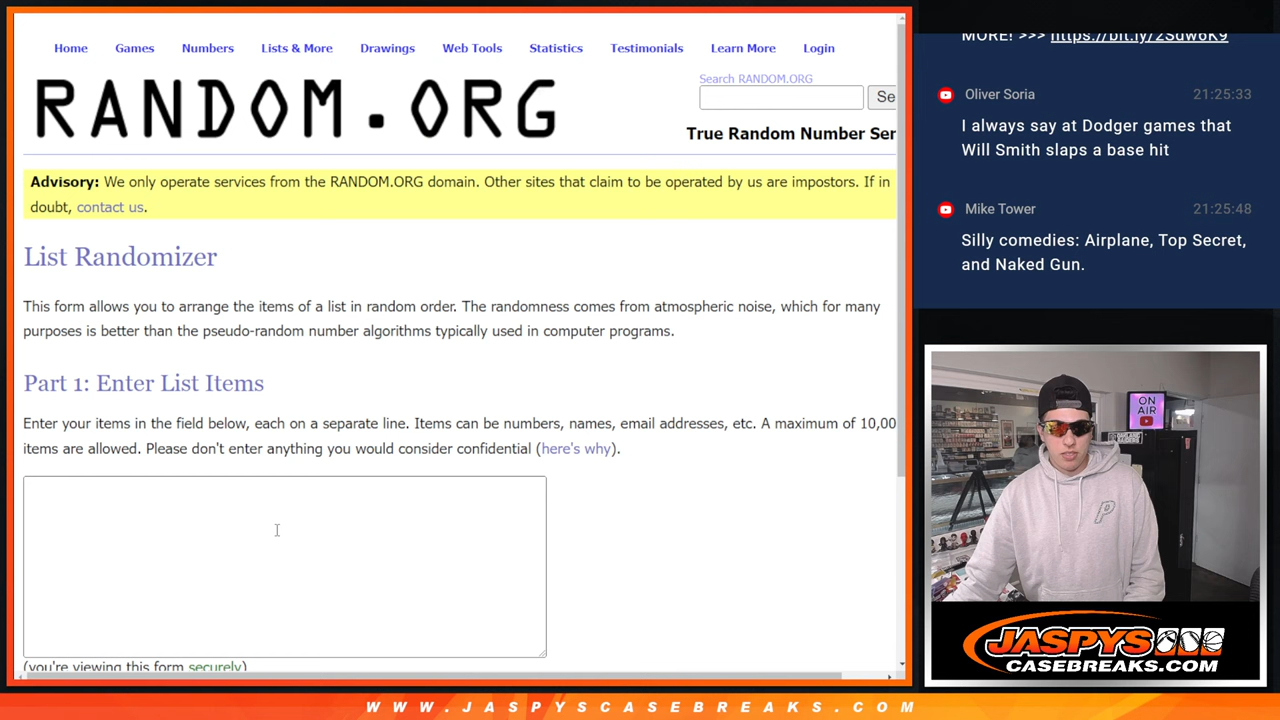 Home Games Numbers Lists & More Drawings Web Tools Statistics Testimonials Learn More Login
RANDOM.ORG
Search RANDOM.ORG
Se
True Random Number Ser
Advisory: We only operate services from the RANDOM.ORG domain. Other sites that claim to be operated by us are impostors. If in
doubt, contact us.
List Randomizer
This form allows you to arrange the items of a list in random order. The randomness comes from atmospheric noise, which for many
purposes is better than the pseudo-random number algorithms typically used in computer programs.
Part 1: Enter List Items
Enter your items in the field below, each on a separate line. Items can be numbers, names, email addresses, etc. A maximum of 10,00
items are allowed. Please don't enter anything you would consider confidential (here's why).
(you're viewing this form securely)
MORE! >>> https://bit.ly/2Sdw6K9
Oliver Soria 21:25:33
I always say at Dodger games that
Will Smith slaps a base hit
Mike Tower 21:25:48
Silly comedies: Airplane, Top Secret,
and Naked Gun.
ON
AIR
P
JASPYS
CASEBREAKS.COM
WWW.JASPYSCASEBREAKS.COM